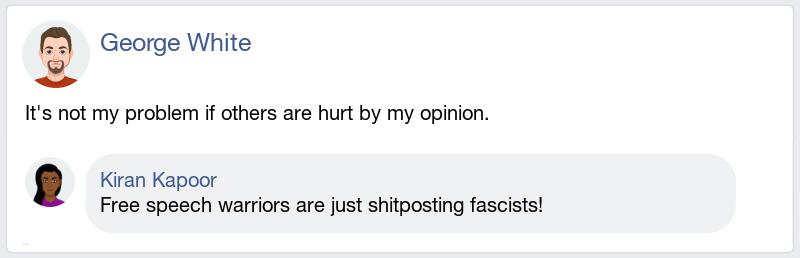 George White
It's not my problem if others are hurt by my opinion.
Kiran Kapoor
Free speech warriors are just shitposting fascists!